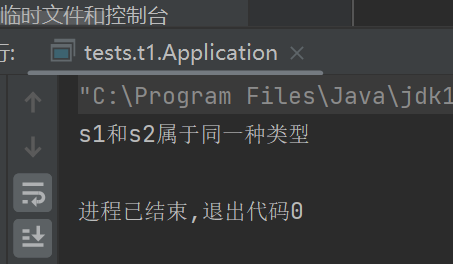 临时文件和控制台
行:
tests.t1.Application
"C:\Program Files\Java\jdk1
s1和s2属于同一种类型
进程已结束,退出代码0